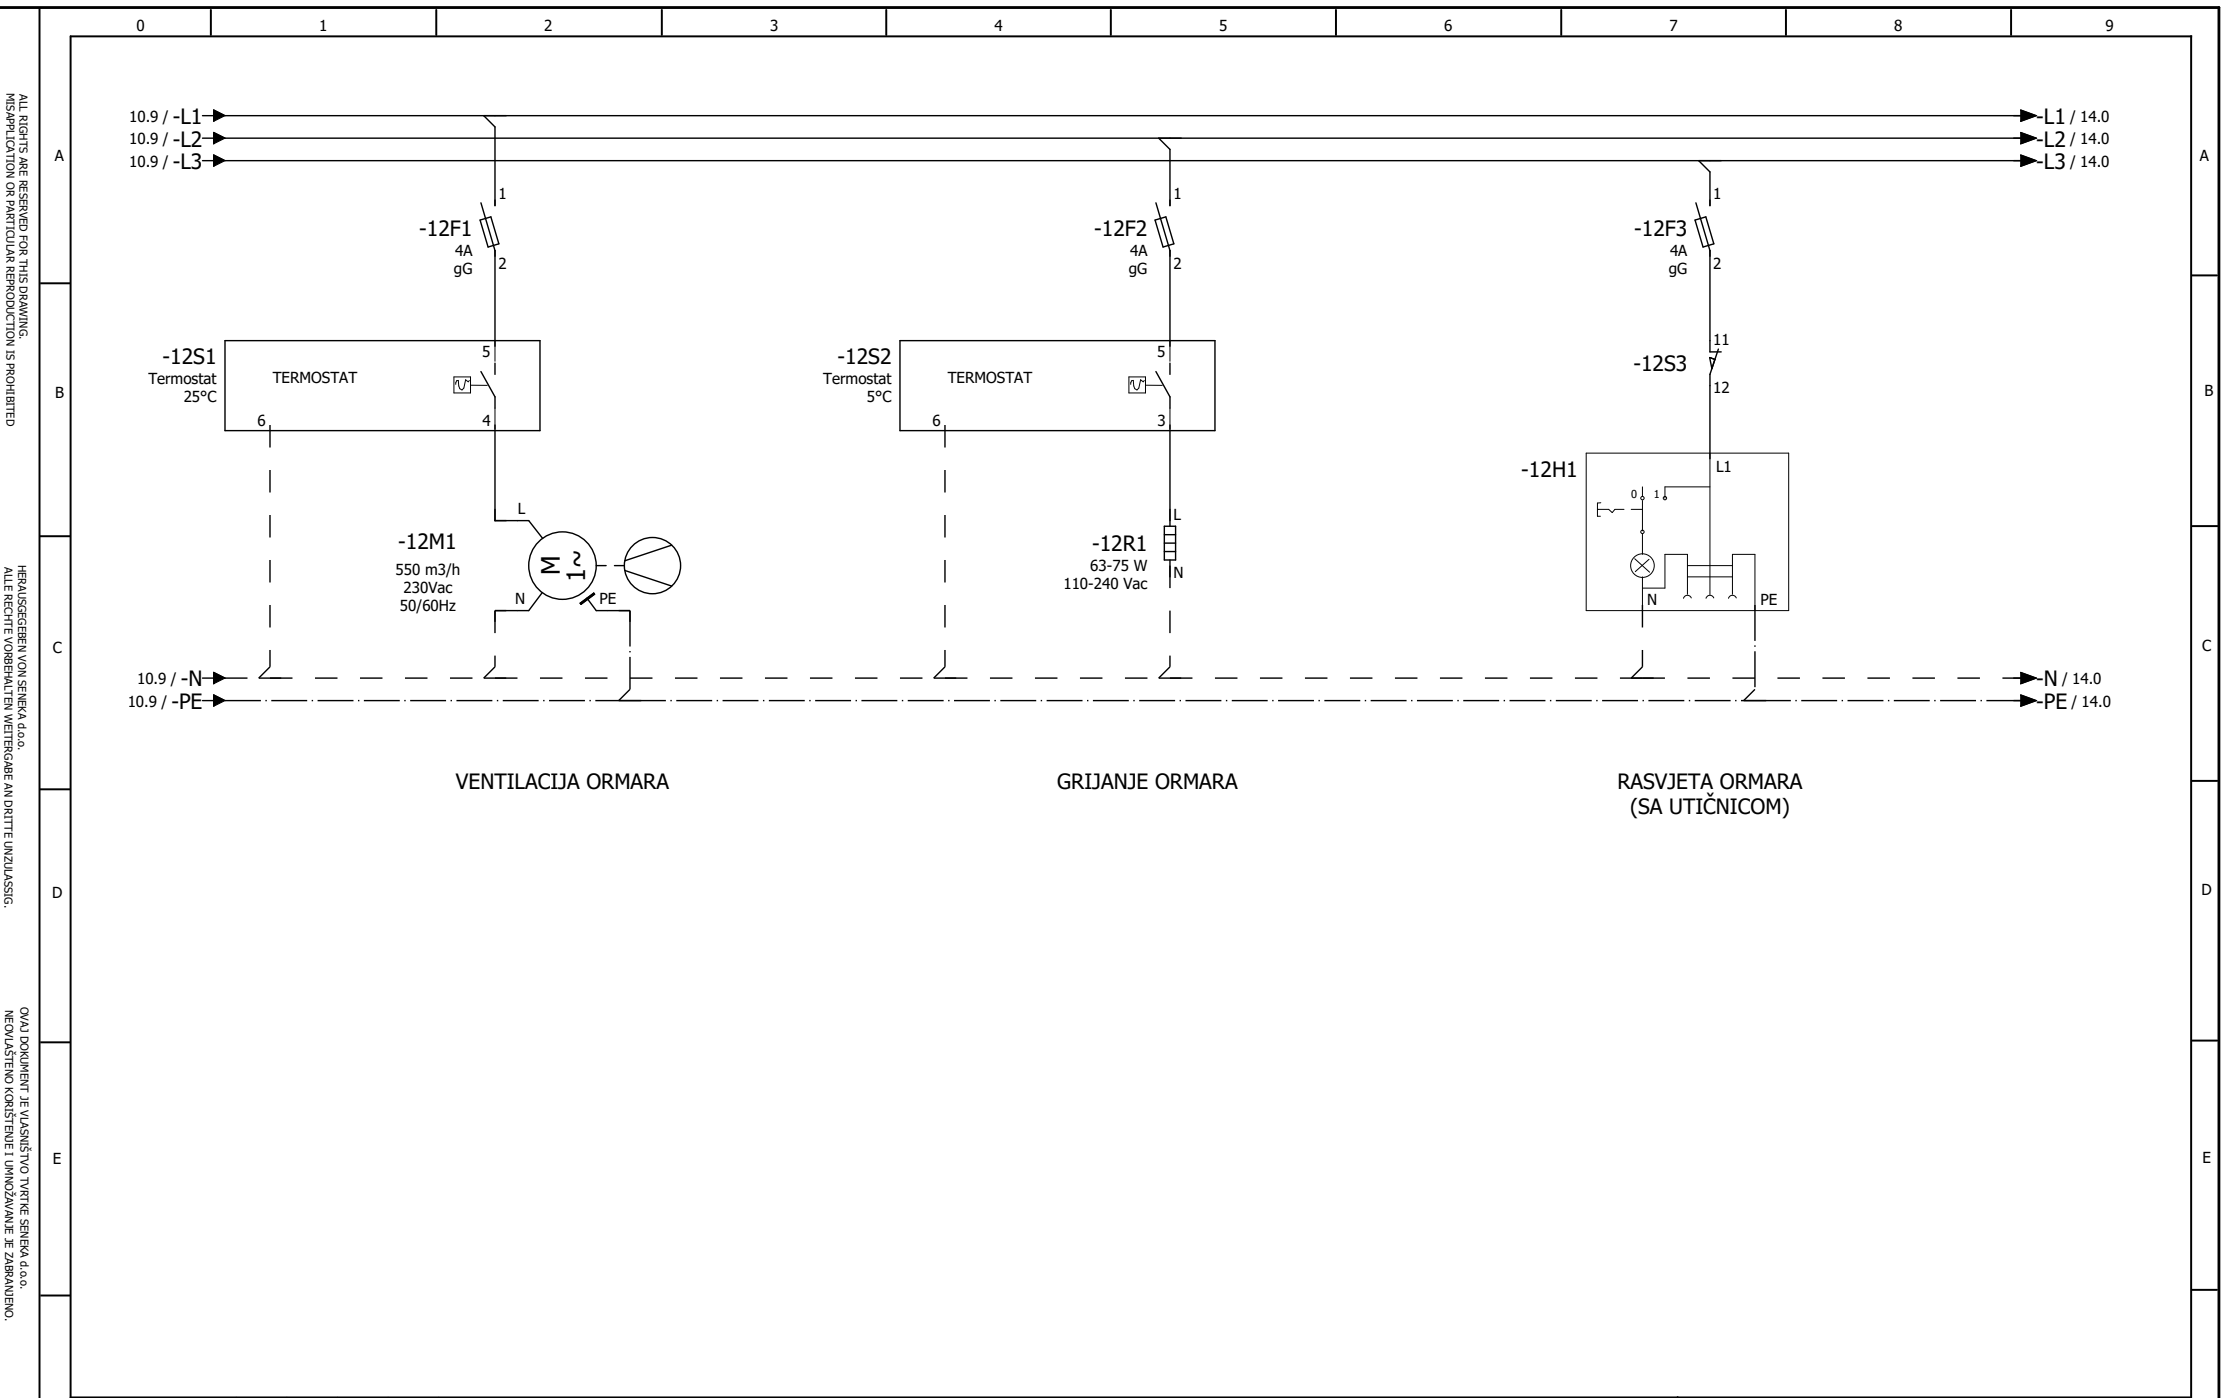 0 1 2 3 4 5 6 7 8 9
10.9 / -L1 -L1 / 14.0
10.9 / -L2 -L2 / 14.0
10.9 / -L3 -L3 / 14.0
A A
1 1 1
-12F1 -12F2 -12F3
4A 4A 4A
gG gG gG
2 2 2
-12S1 TERMOSTAT 5
Termostat
25°C
6 4
-12S2 TERMOSTAT 5
Termostat
5°C
6 3
11
-12S3
12
B B
-12H1 L1
0 1
N PE
L
-12M1 M 1~
550 m3/h
230Vac
50/60Hz
N PE
L
-12R1
63-75 W
110-240 Vac
N
C C
10.9 / -N -N / 14.0
10.9 / -PE -PE / 14.0
VENTILACIJA ORMARA GRIJANJE ORMARA RASVJETA ORMARA
(SA UTIČNICOM)
D D
E E
ALL RIGHTS ARE RESERVED FOR THIS DRAWING.
MISAPPLICATION OR PARTICULAR REPRODUCTION IS PROHIBITED
HERAUSGEGEBEN VON SENEKA d.o.o.
ALLE RECHTE VORBEHALTEN WEITERGABE AN DRITTE UNZULASSIG.
OVAJ DOKUMENT JE VLASNIŠTVO TVRTKE SENEKA d.o.o.
NEOVLAŠTENO KORIŠTENJE I UMNOŽAVANJE JE ZABRANJENO.